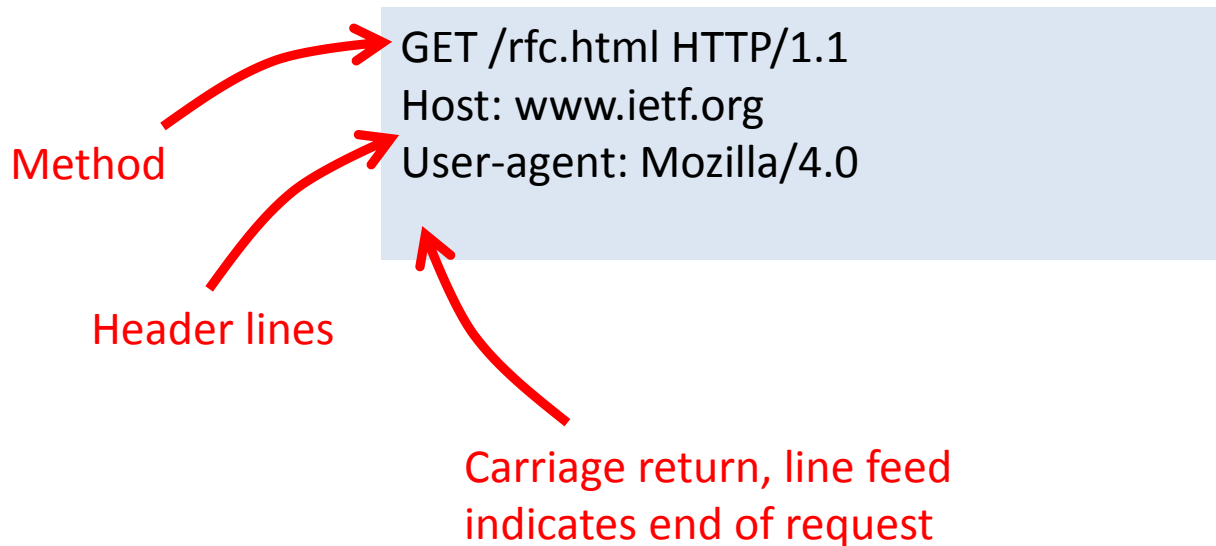 GET /rfc.html HTTP/1.1
Host: www.ietf.org
User-agent: Mozilla/4.0
Method
Header lines
Carriage return, line feed
indicates end of request